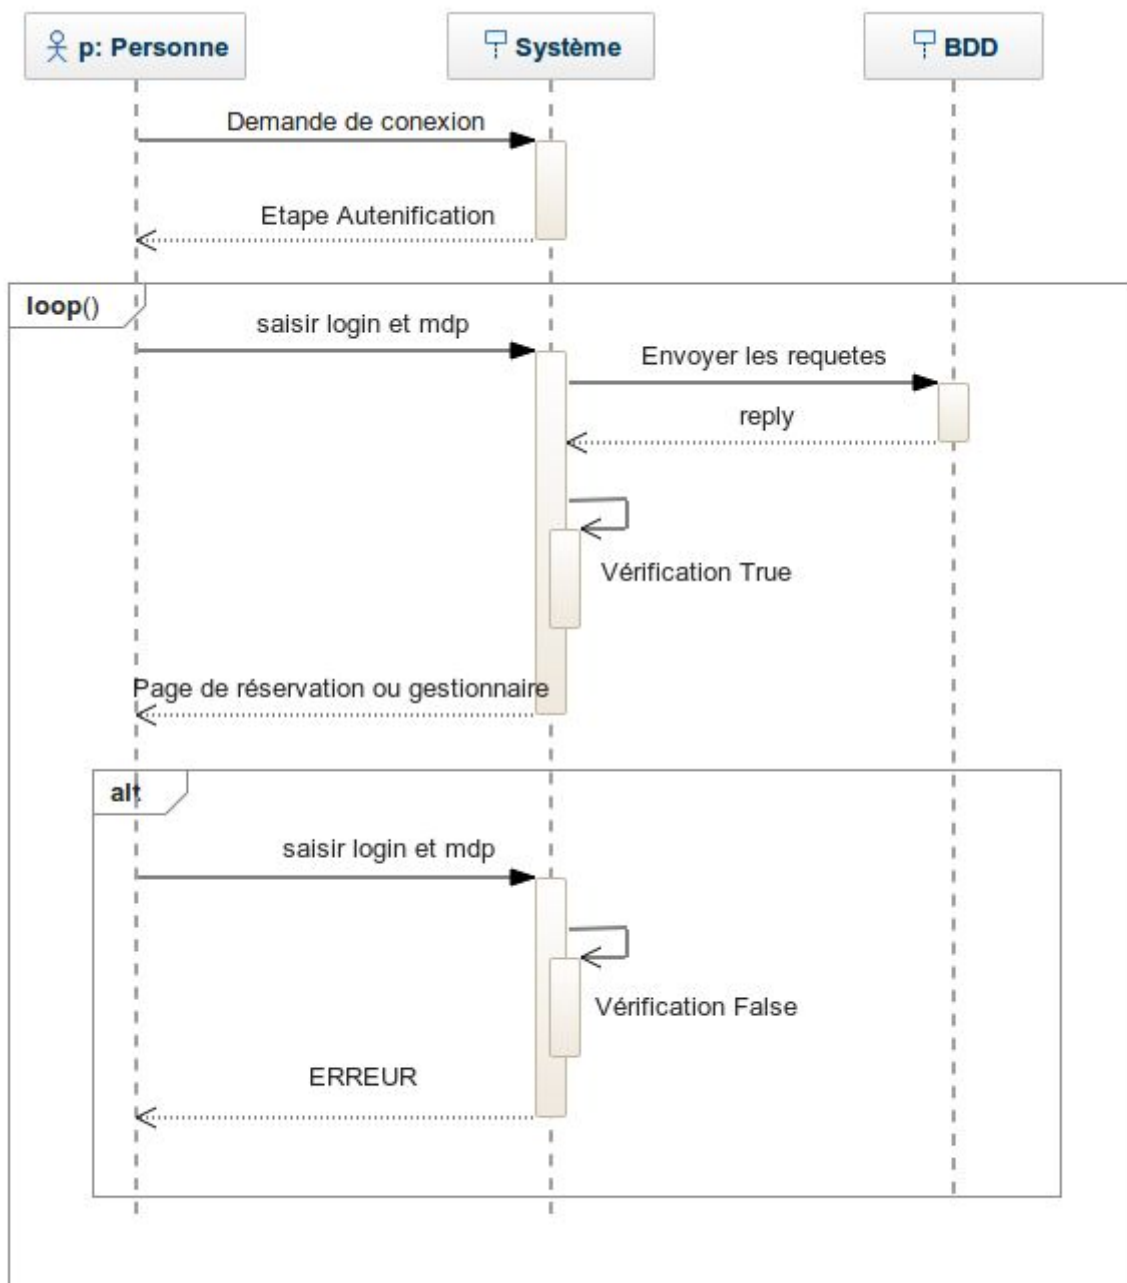 p: Personne
Système
BDD
Demande de conexion
Etape Autenification
loop()
saisir login et mdp
Envoyer les requetes
reply
Vérification True
Page de réservation ou gestionnaire
alt
saisir login et mdp
Vérification False
ERREUR